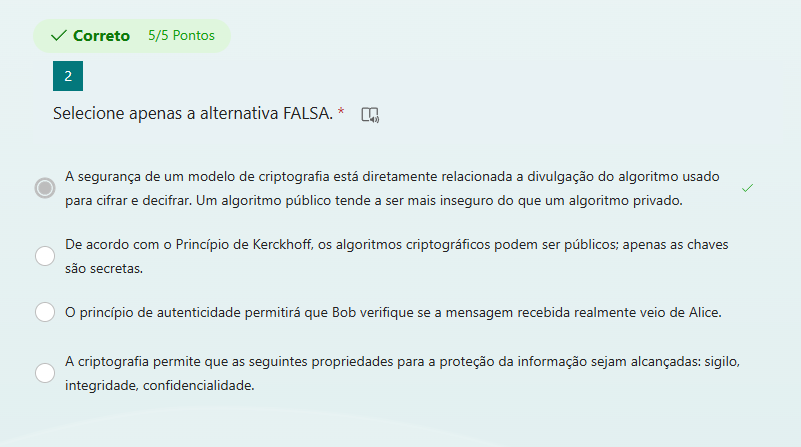 Correto 5/5 Pontos
2
Selecione apenas a alternativa FALSA. *
A segurança de um modelo de criptografia está diretamente relacionada a divulgação do algoritmo usado
para cifrar e decifrar. Um algoritmo público tende a ser mais inseguro do que um algoritmo privado.
De acordo com o Princípio de Kerckhoff, os algoritmos criptográficos podem ser públicos; apenas as chaves
são secretas.
O princípio de autenticidade permitirá que Bob verifique se a mensagem recebida realmente veio de Alice.
A criptografia permite que as seguintes propriedades para a proteção da informação sejam alcançadas: sigilo,
integridade, confidencialidade.